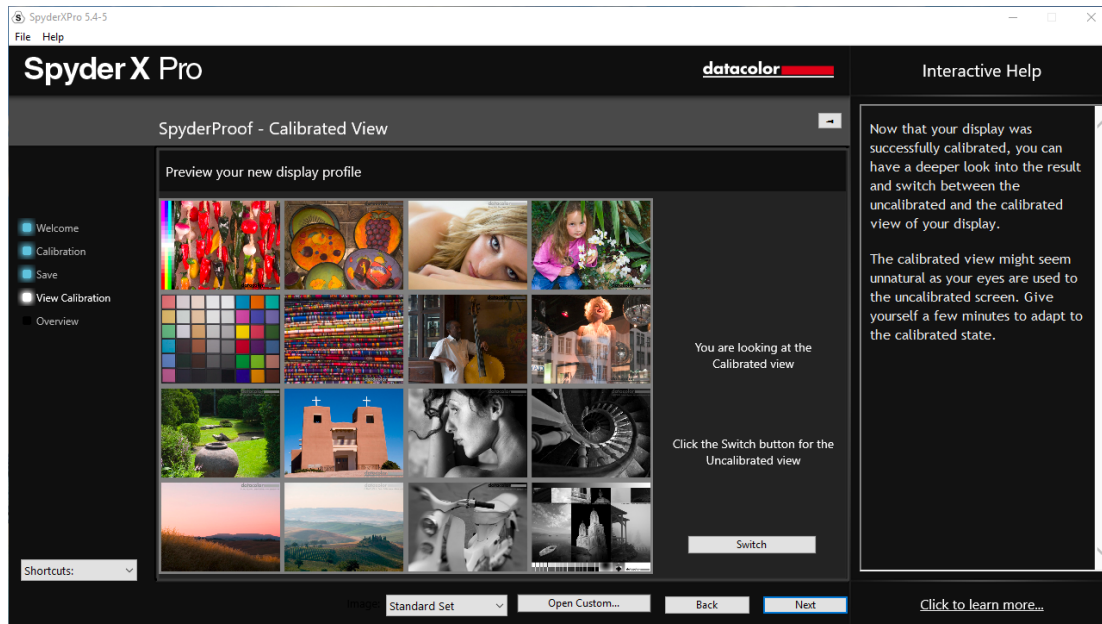 SpyderXPro 5.4-5
File Help
Spyder X Pro
datacolor
Interactive Help
SpyderProof - Calibrated View
Preview your new display profile
Welcome
Calibration
Save
View Calibration
Overview
You are looking at the
Calibrated view
Click the Switch button for the
Uncalibrated view
Switch
Now that your display was
successfully calibrated, you can
have a deeper look into the result
and switch between the
uncalibrated and the calibrated
view of your display.
The calibrated view might seem
unnatural as your eyes are used to
the uncalibrated screen. Give
yourself a few minutes to adapt to
the calibrated state.
Shortcuts:
Standard Set
Open Custom...
Back
Next
Click to learn more...